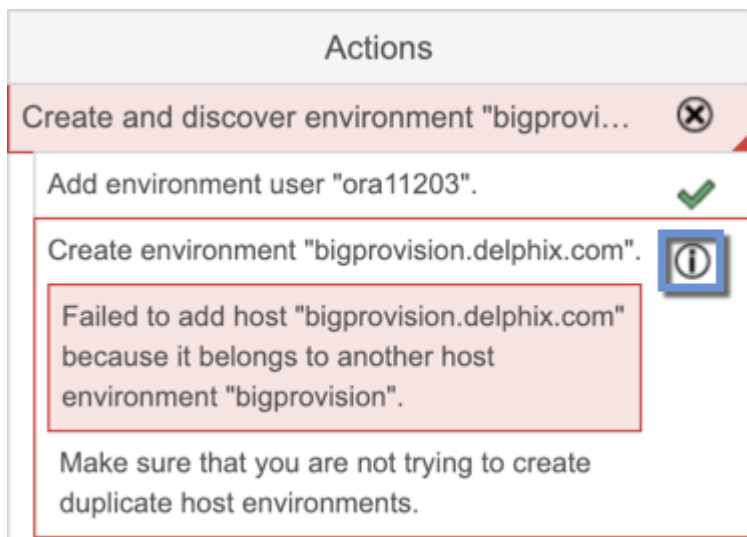 Actions
Create and discover environment "bigprovi...
Add environment user "ora11203".
Create environment "bigprovision.delphix.com".
Failed to add host "bigprovision.delphix.com"
because it belongs to another host
environment "bigprovision".
Make sure that you are not trying to create
duplicate host environments.